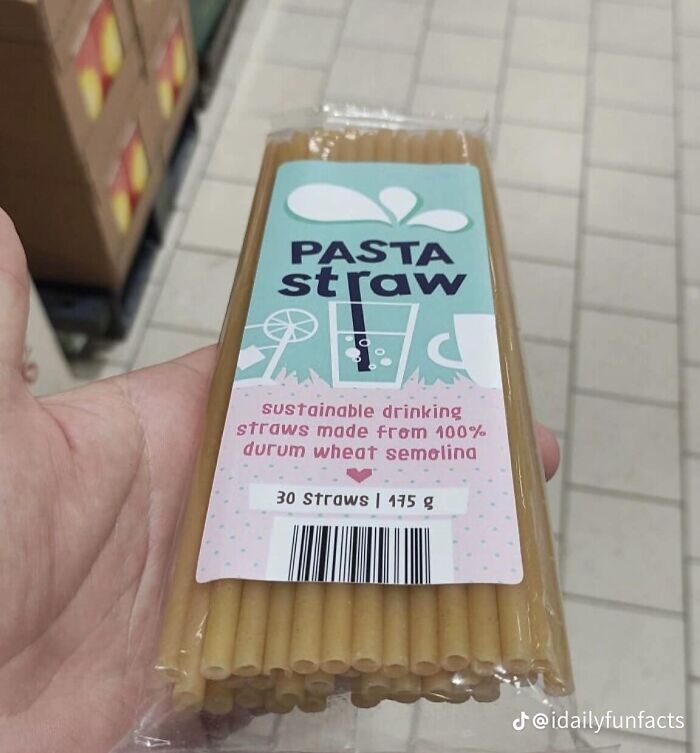 PASTA
straw
sustainable drinking
straws made from 100%
durum wheat semolina
30 Straws | 175 g
@idailyfunfacts